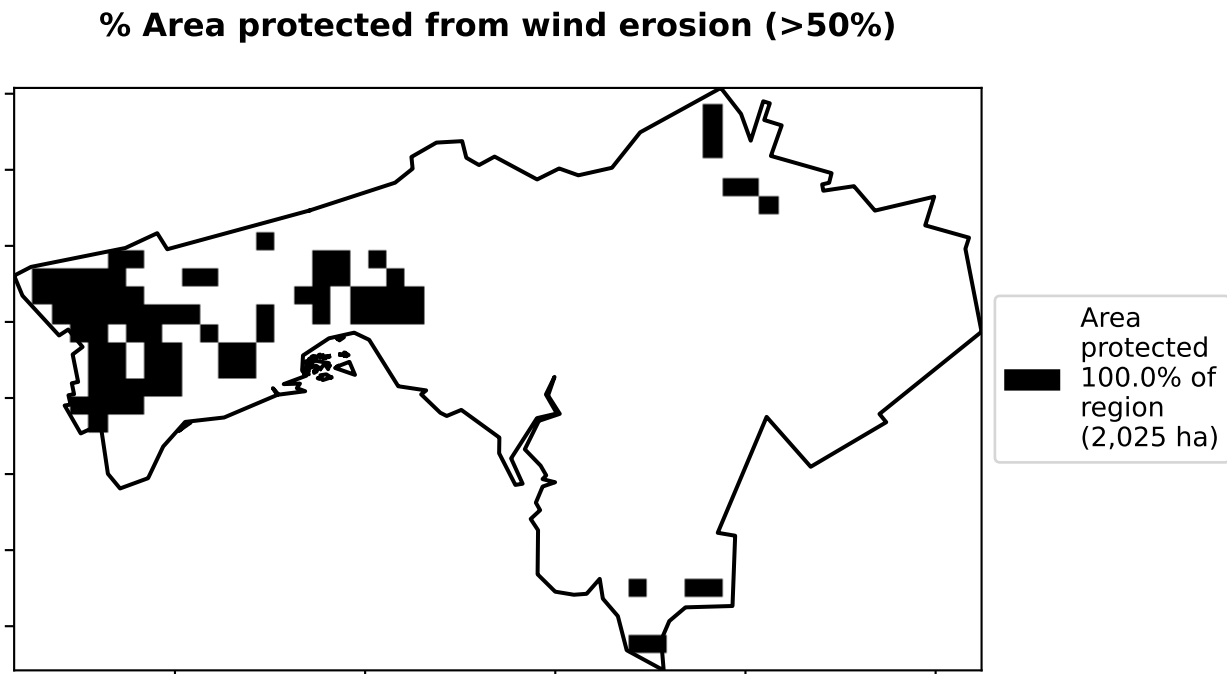 % Area protected from wind erosion (>50%)
Area
protected
100.0% of
region
(2,025 ha)